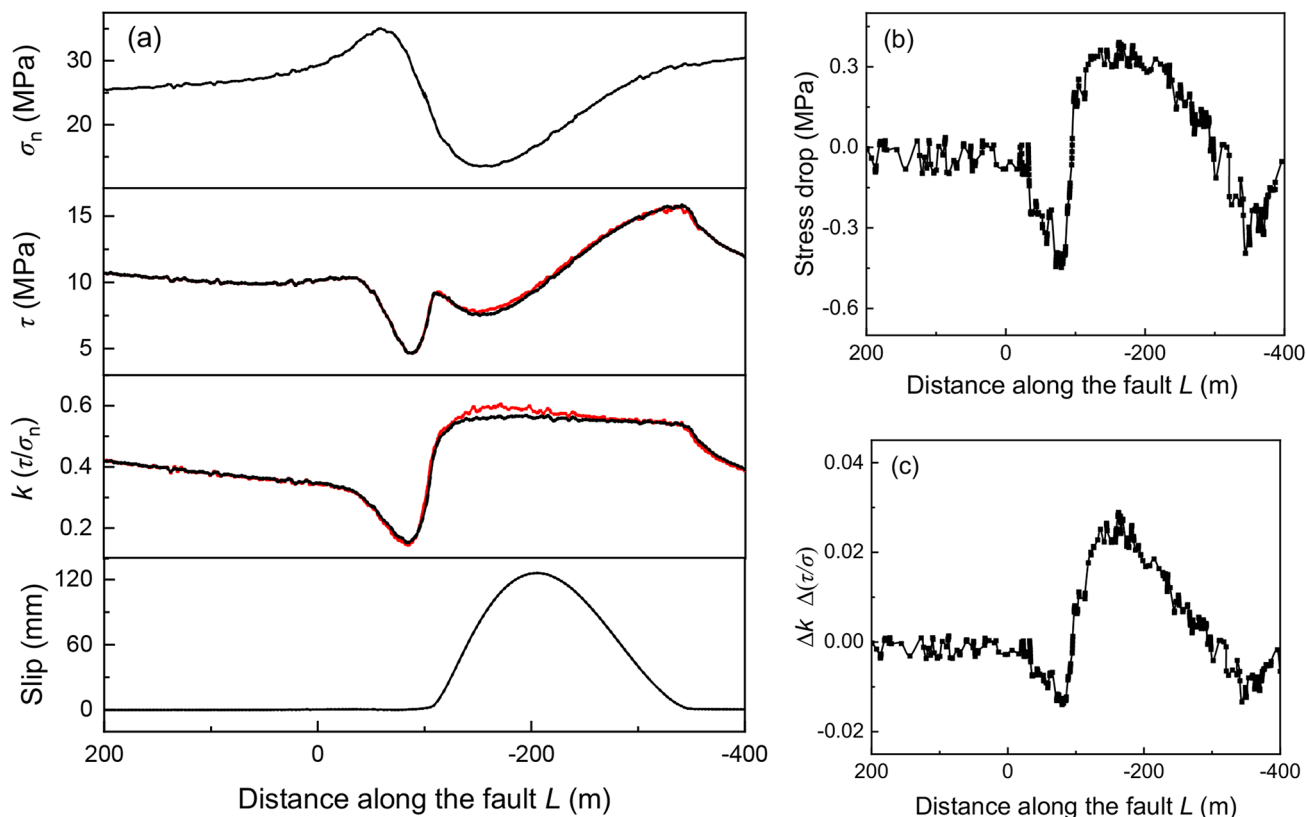 (a)
30
20
σn (MPa)
15
10
5
τ (MPa)
0.6
0.4
0.2
k (τ/σn)
120
60
0
Slip (mm)
200 0 -200 -400
Distance along the fault L (m)
(b)
0.3
0.0
-0.3
-0.6
Stress drop (MPa)
200 0 -200 -400
Distance along the fault L (m)
(c)
0.04
0.02
0.00
-0.02
Δk Δ(τ/σ)
200 0 -200 -400
Distance along the fault L (m)